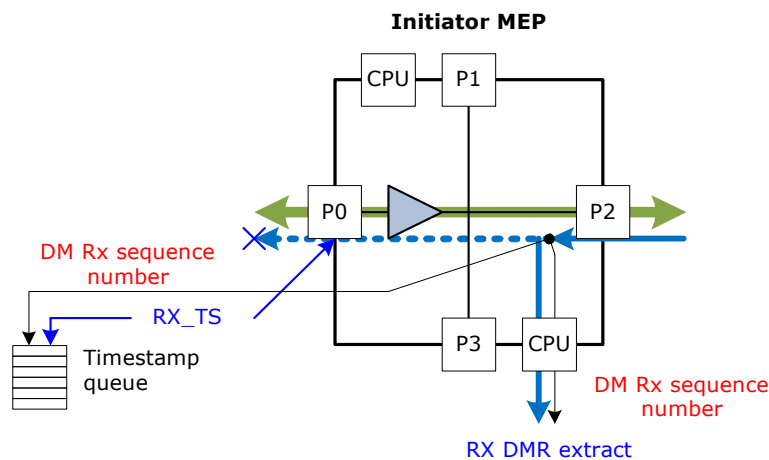 Initiator MEP
CPU
P1
P0
P2
DM Rx sequence
number
RX_TS
Timestamp
queue
P3
CPU
DM Rx sequence
number
RX DMR extract